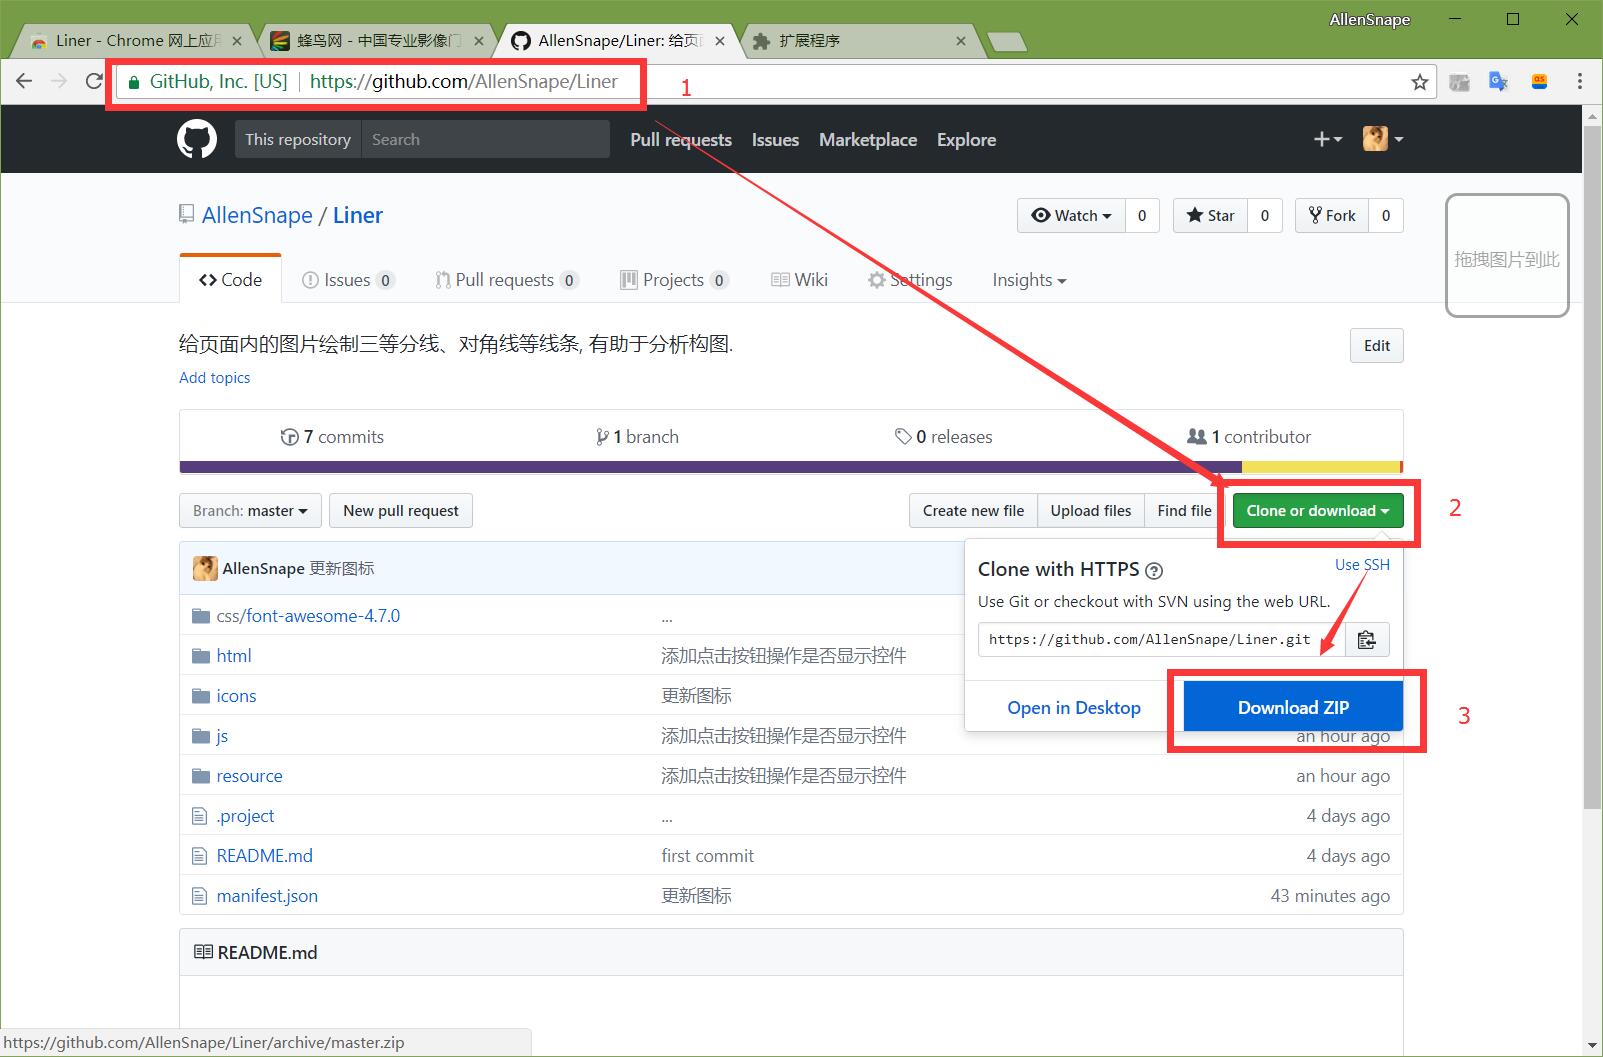 AllenSnape
Liner - Chrome 网上应用
蜂鸟网 - 中国专业影像门
AllenSnape/Liner: 给页面
扩展程序
GitHub, Inc. [US] https://github.com/AllenSnape/Liner
1
This repository Search Pull requests Issues Marketplace Explore
AllenSnape / Liner
Watch 0 Star 0 Fork 0
拖拽图片到此
Code Issues 0 Pull requests 0 Projects 0 Wiki Settings Insights
给页面内的图片绘制三等分线、对角线等线条, 有助于分析构图.
Edit
Add topics
7 commits 1 branch 0 releases 1 contributor
Branch: master New pull request Create new file Upload files Find file Clone or download
2
AllenSnape 更新图标
Clone with HTTPS ?
Use SSH
Use Git or checkout with SVN using the web URL.
https://github.com/AllenSnape/Liner.git
Open in Desktop Download ZIP
3
css/font-awesome-4.7.0 ...
html 添加点击按钮操作是否显示控件
icons 更新图标
js 添加点击按钮操作是否显示控件 an hour ago
resource 添加点击按钮操作是否显示控件 an hour ago
.project ... 4 days ago
README.md first commit 4 days ago
manifest.json 更新图标 43 minutes ago
README.md
https://github.com/AllenSnape/Liner/archive/master.zip